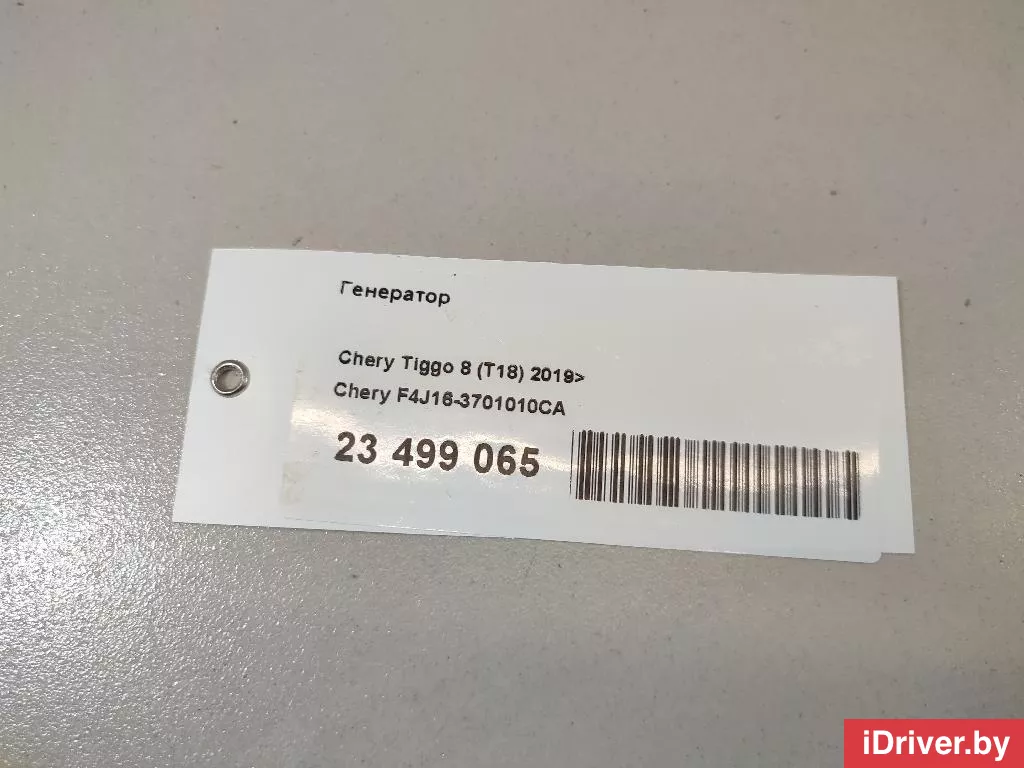 Генератор
Chery Tiggo 8 (T18) 2019>
Chery F4J16-3701010CA
23 499 065
iDriver.by